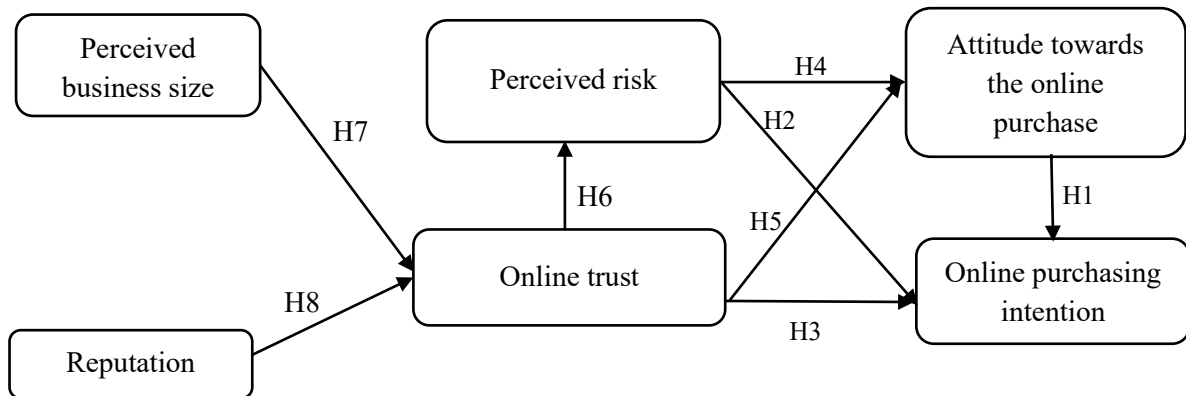 Perceived
business size
Perceived risk
Attitude towards
the online
purchase
H4
H2
H7
H6
H5
H1
Online trust
Online purchasing
intention
H8
H3
Reputation